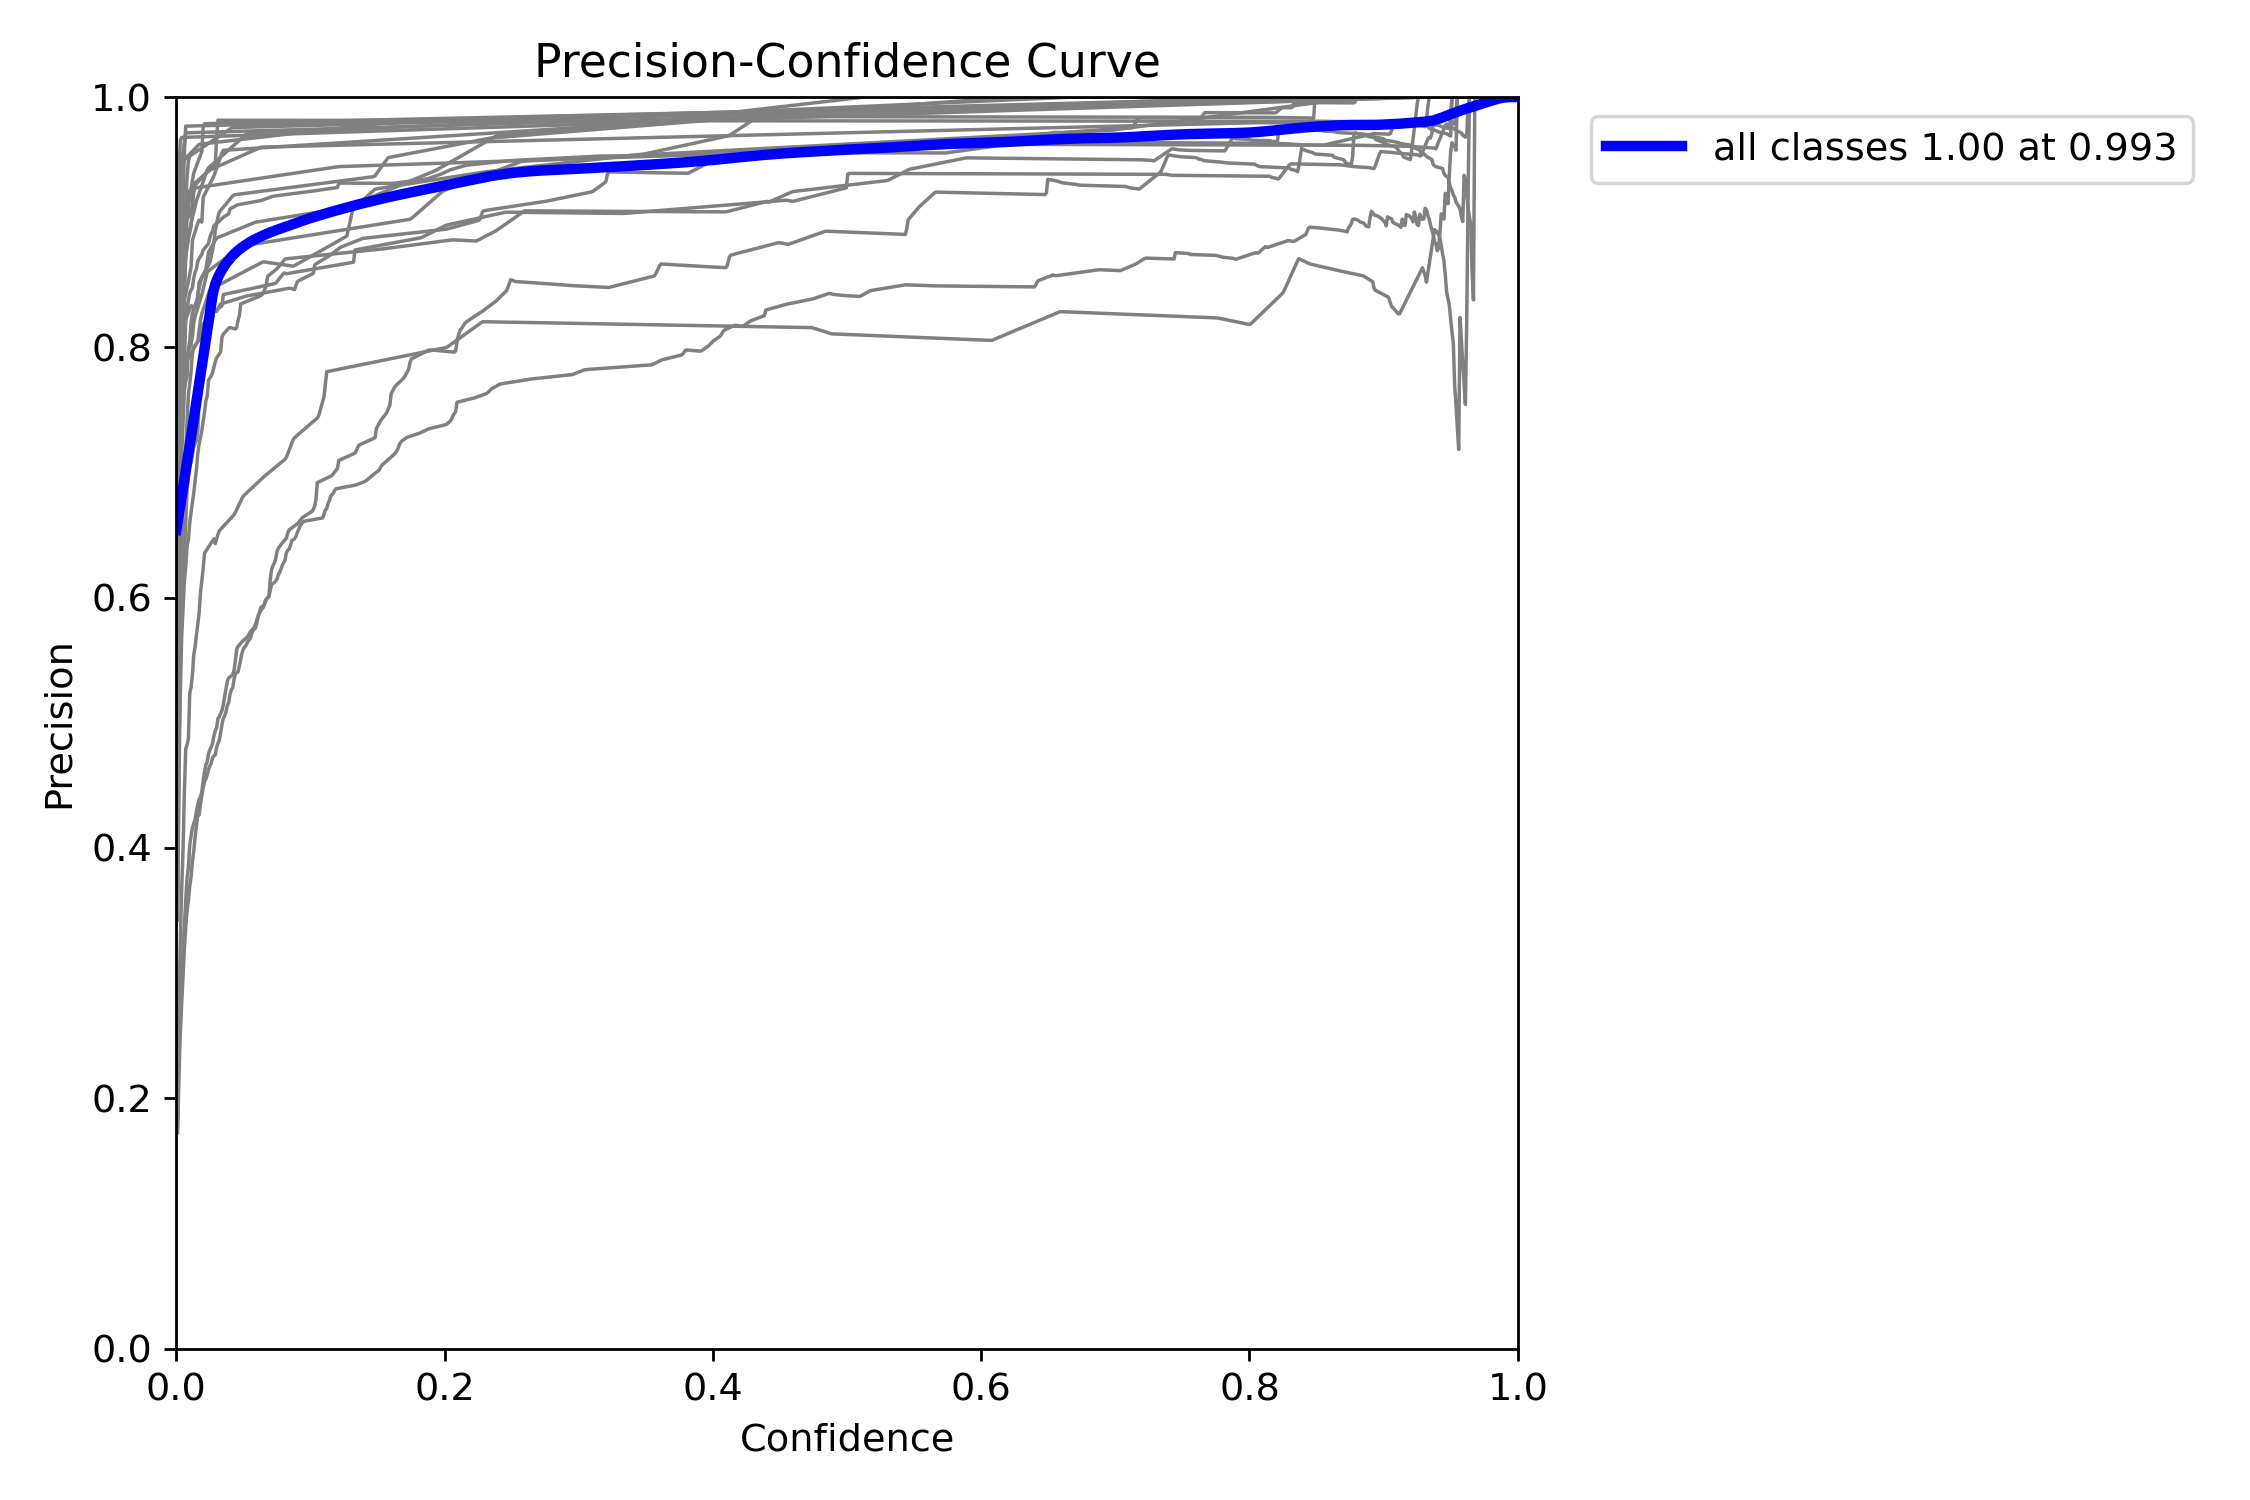 Precision-Confidence Curve
1.0
0.8
0.6
0.4
0.2
0.0
Precision
0.0 0.2 0.4 0.6 0.8 1.0
Confidence
all classes 1.00 at 0.993